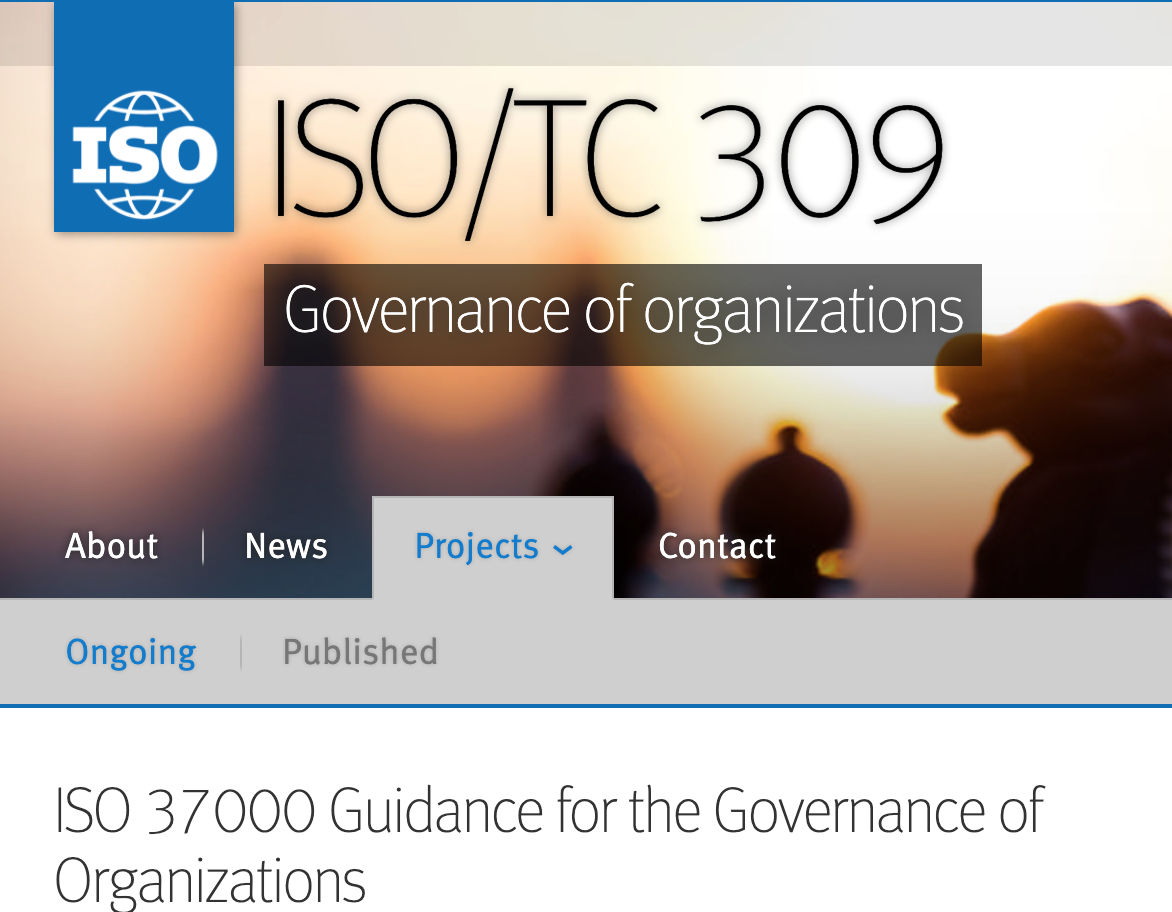 ISO
ISO/TC 309
Governance of organizations
About
News
Projects
Contact
Ongoing
Published
ISO 37000 Guidance for the Governance of
Organizations